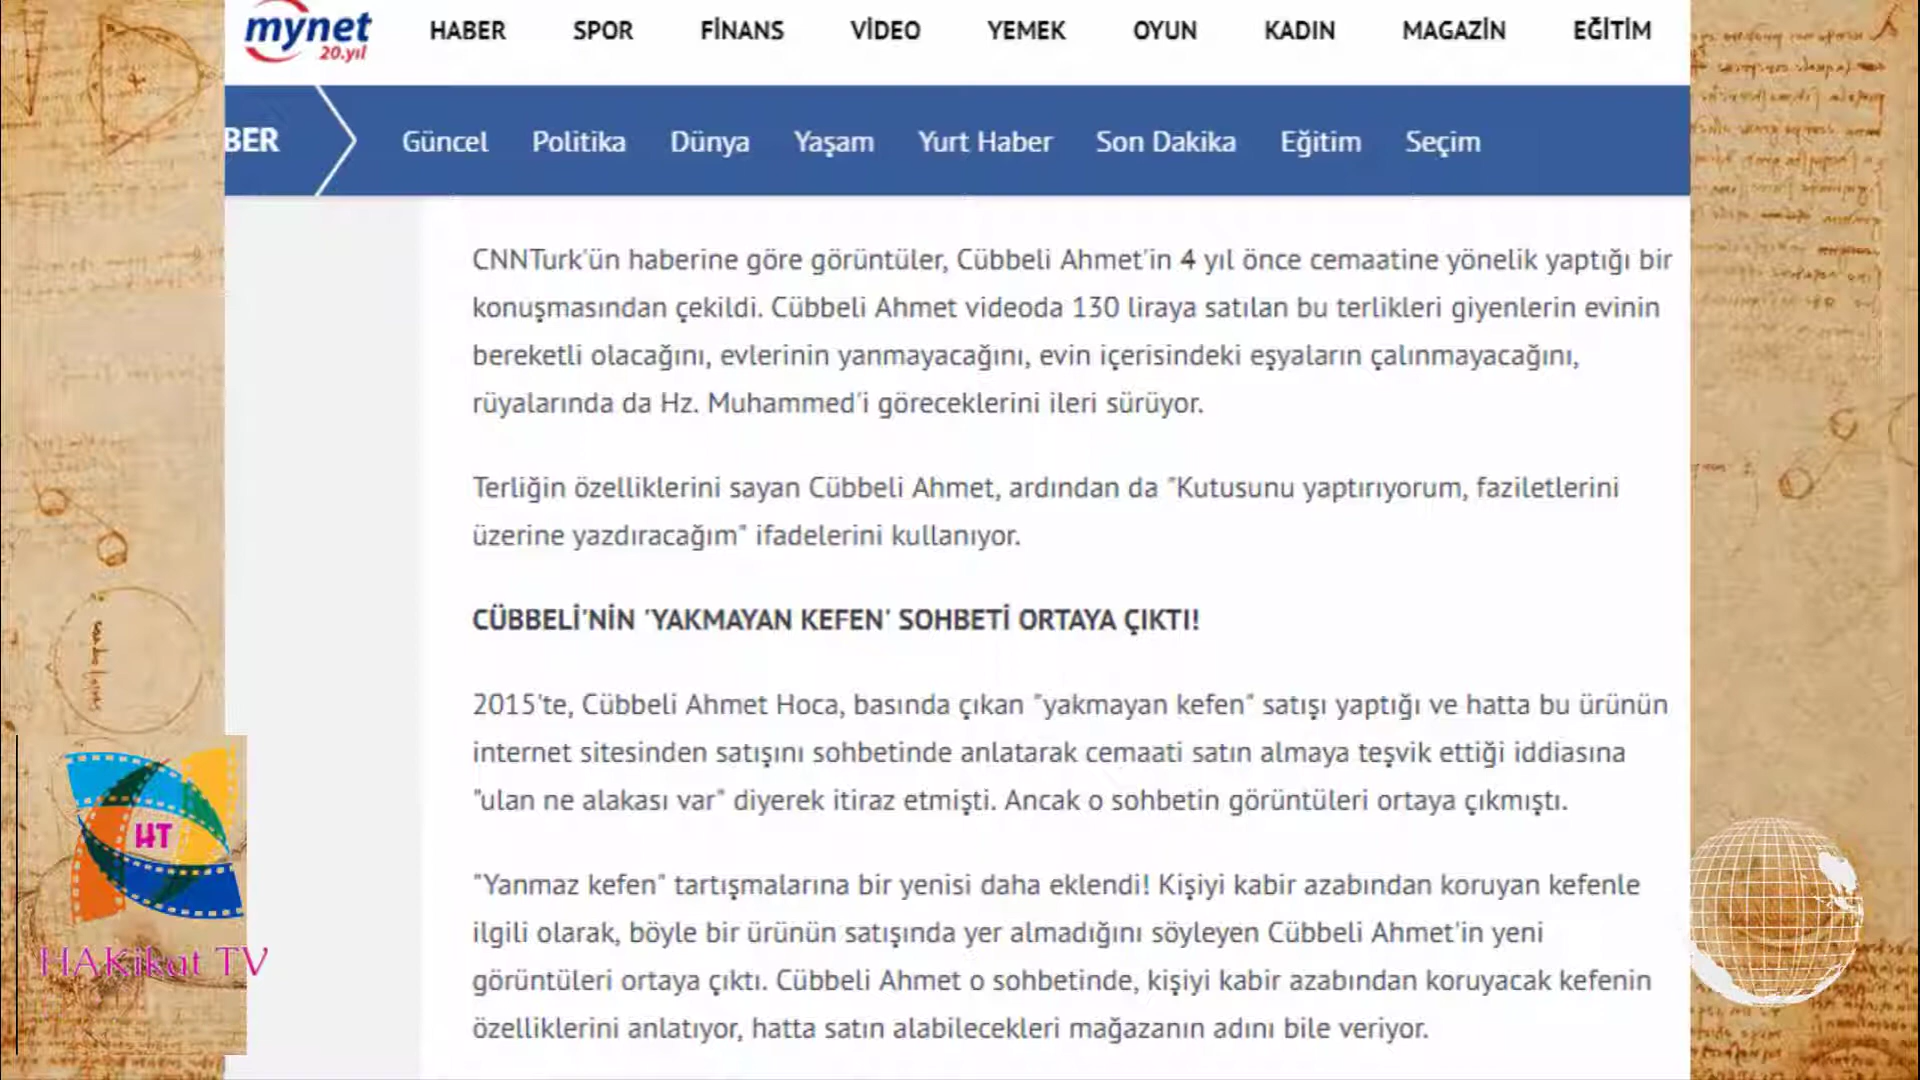 mynet
20.yıl
HABER SPOR FİNANS VİDEO YEMEK OYUN KADIN MAGAZİN EĞİTİM
BER Güncel Politika Dünya Yaşam Yurt Haber Son Dakika Eğitim Seçim
CNNTurk'ün haberine göre görüntüler, Cübbeli Ahmet'in 4 yıl önce cemaatine yönelik yaptığı bir
konuşmasından çekildi. Cübbeli Ahmet videoda 130 liraya satılan bu terlikleri giyenlerin evinin
bereketli olacağını, evlerinin yanmayacağını, evin içerisindeki eşyaların çalınmayacağını,
rüyalarında da Hz. Muhammed'i göreceklerini ileri sürüyor.
Terliğin özelliklerini sayan Cübbeli Ahmet, ardından da "Kutusunu yaptırıyorum, faziletlerini
üzerine yazdıracağım" ifadelerini kullanıyor.
CÜBBELİ'NİN 'YAKMAYAN KEFEN' SOHBETİ ORTAYA ÇIKTI!
2015'te, Cübbeli Ahmet Hoca, basında çıkan "yakmayan kefen" satışı yaptığı ve hatta bu ürünün
internet sitesinden satışını sohbetinde anlatarak cemaati satın almaya teşvik ettiği iddiasına
"ulan ne alakası var" diyerek itiraz etmişti. Ancak o sohbetin görüntüleri ortaya çıkmıştı.
"Yanmaz kefen" tartışmalarına bir yenisi daha eklendi! Kişiyi kabir azabından koruyan kefenle
ilgili olarak, böyle bir ürünün satışında yer almadığını söyleyen Cübbeli Ahmet'in yeni
görüntüleri ortaya çıktı. Cübbeli Ahmet o sohbetinde, kişiyi kabir azabından koruyacak kefenin
özelliklerini anlatıyor, hatta satın alabilecekleri mağazanın adını bile veriyor.
HT
HAKikat TV